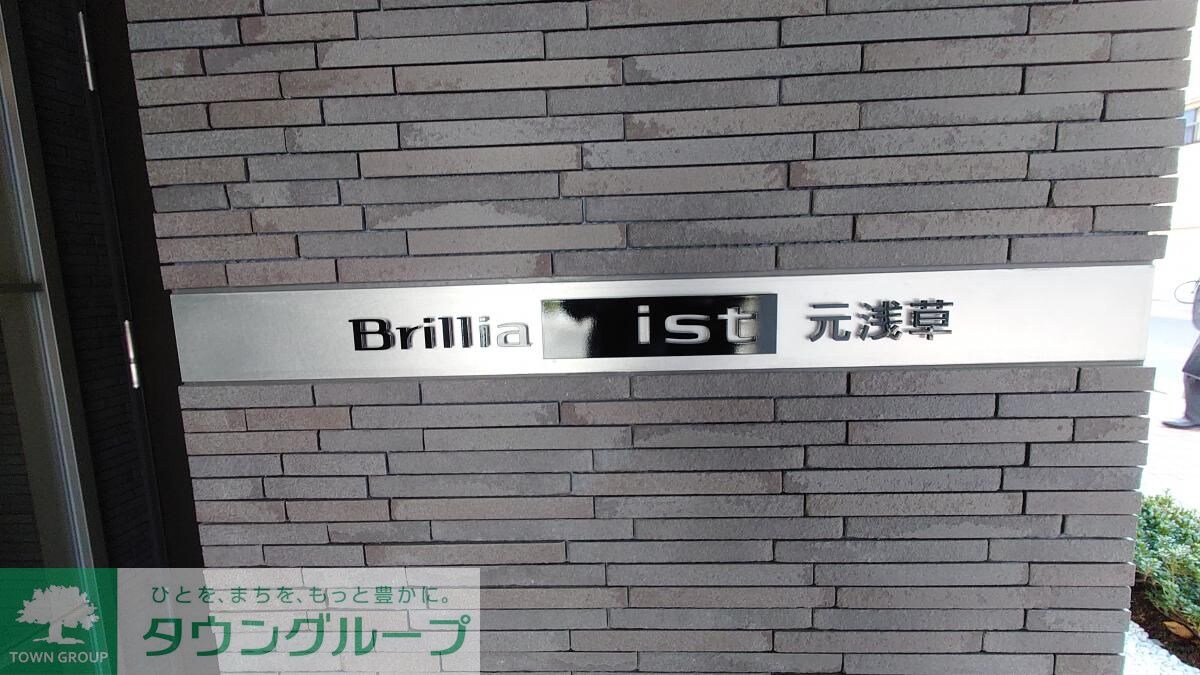 Brillia ist 元浅草
ひとを、まちを、もっと豊かに。
タウングループ
TOWN GROUP